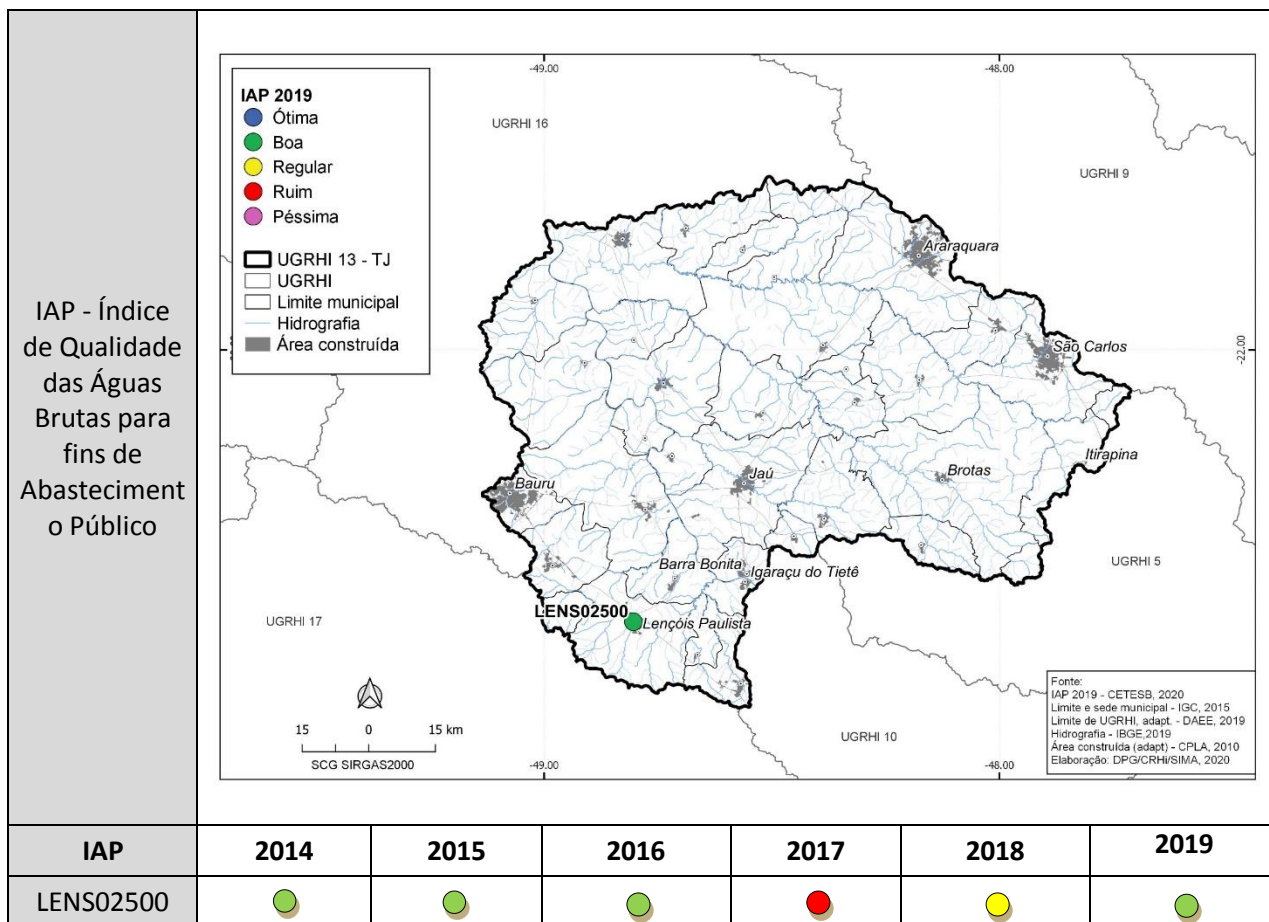 IAP - Índice
de Qualidade
das Águas
Brutas para
fins de
Abasteciment
o Público
-49.00
-48.00
IAP 2019
Ótima
Boa
Regular
Ruim
Péssima
UGRHI 13 - TJ
UGRHI
Limite municipal
Hidrografia
Área construída
UGRHI 16
UGRHI 9
Araraquara
São Carlos
-22.00
Itirapina
Brotas
Jaú
Bauru
Barra Bonita
Igaraçu do Tietê
UGRHI 5
LENS02500
Lençóis Paulista
UGRHI 17
UGRHI 10
15 0 15 km
SCG SIRGAS2000
Fonte:
IAP 2019 - CETESB, 2020
Limite e sede municipal - IGC, 2015
Limite de UGRHI, adapt. - DAEE, 2019
Hidrografia - IBGE,2019
Área construída (adapt) - CPLA, 2010
Elaboração: DPG/CRHi/SIMA, 2020
-49.00
-48.00
IAP 2014 2015 2016 2017 2018 2019
LENS02500